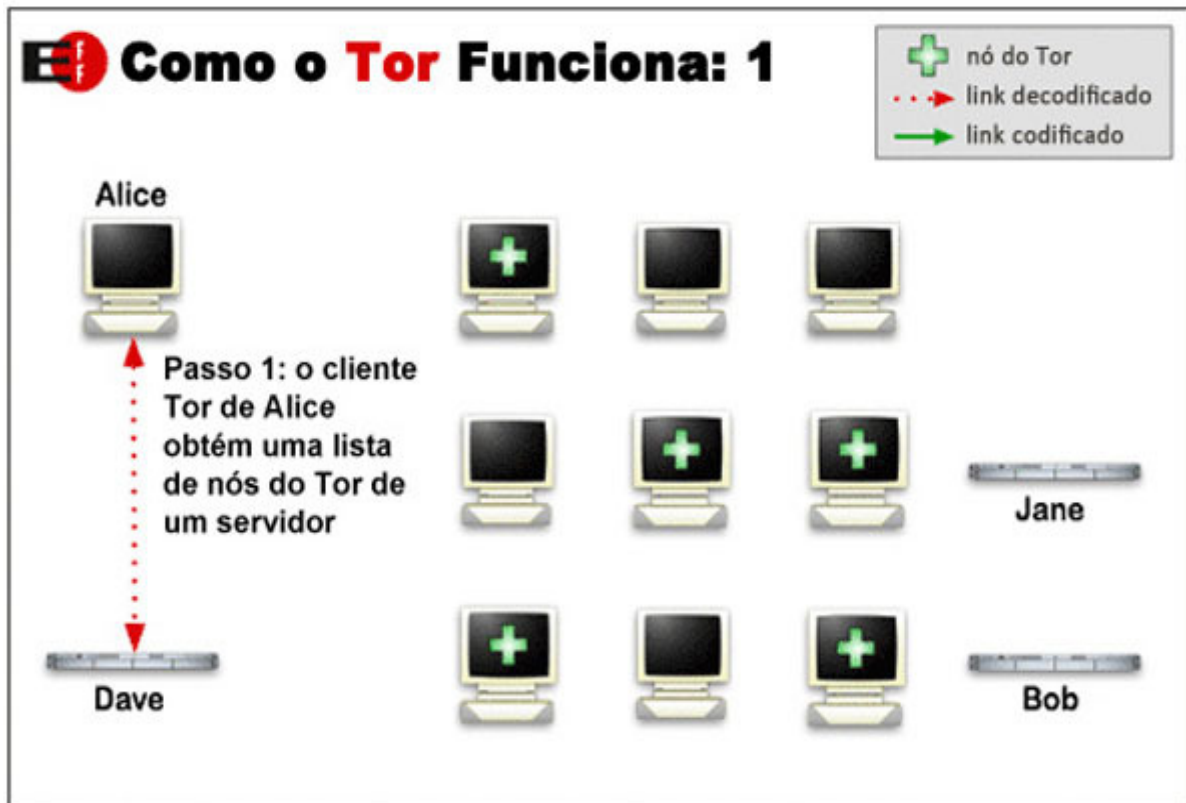 EFF Como o Tor Funciona: 1
nó do Tor
link decodificado
link codificado
Alice
Passo 1: o cliente
Tor de Alice
obtém uma lista
de nós do Tor de
um servidor
Jane
Dave
Bob